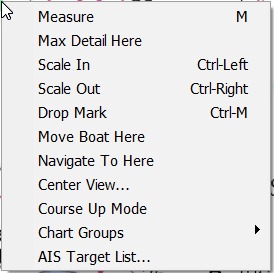 Measure M
Max Detail Here
Scale In Ctrl-Left
Scale Out Ctrl-Right
Drop Mark Ctrl-M
Move Boat Here
Navigate To Here
Center View...
Course Up Mode
Chart Groups
AIS Target List...